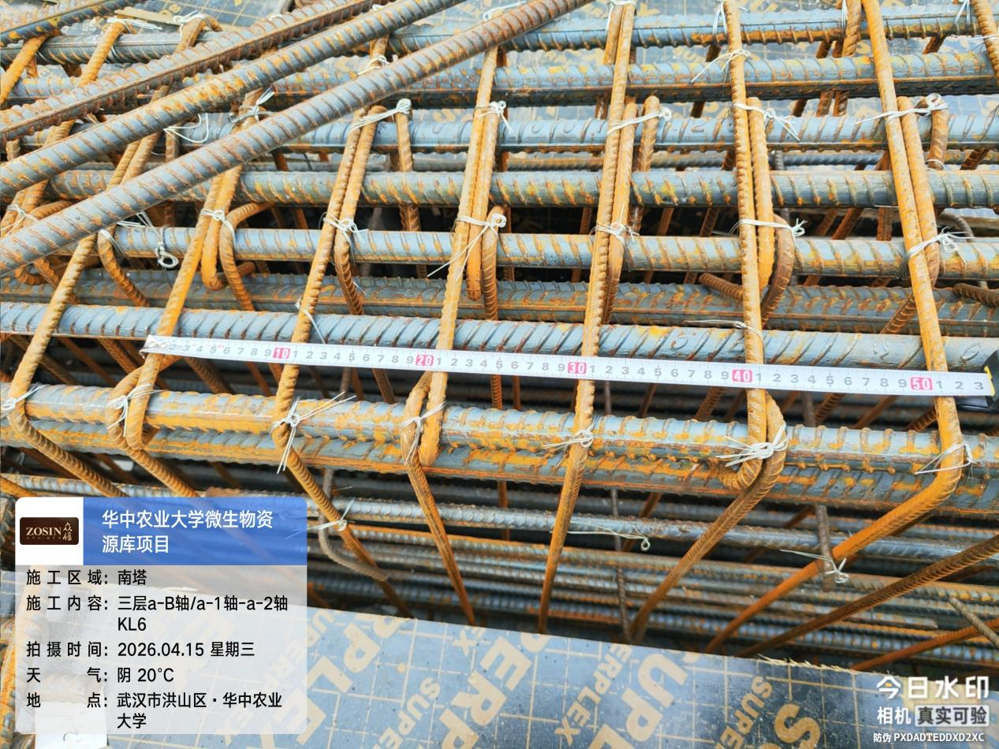 2 3 4 5 6 7 8 9 10 1 2 3 4 5 6 7 8 9 20 1 2 3 4 5 6 7 8 9 30 1 2 3 4 5 6 7 8 9 40 1 2 3 4 5 6 7 8 9 50 1 2 3
ZOSIN 众信
华中农业大学微生物资
源库项目
施工区域：南塔
施工内容：三层a-B轴/a-1轴-a-2轴
KL6
拍摄时间：2026.04.15 星期三
天气：阴 20°C
地点：武汉市洪山区·华中农业
大学
SUPERPLEX
SUPERPLEX
今日水印
相机 真实可验
防伪 PXDADTEDDXD2XC